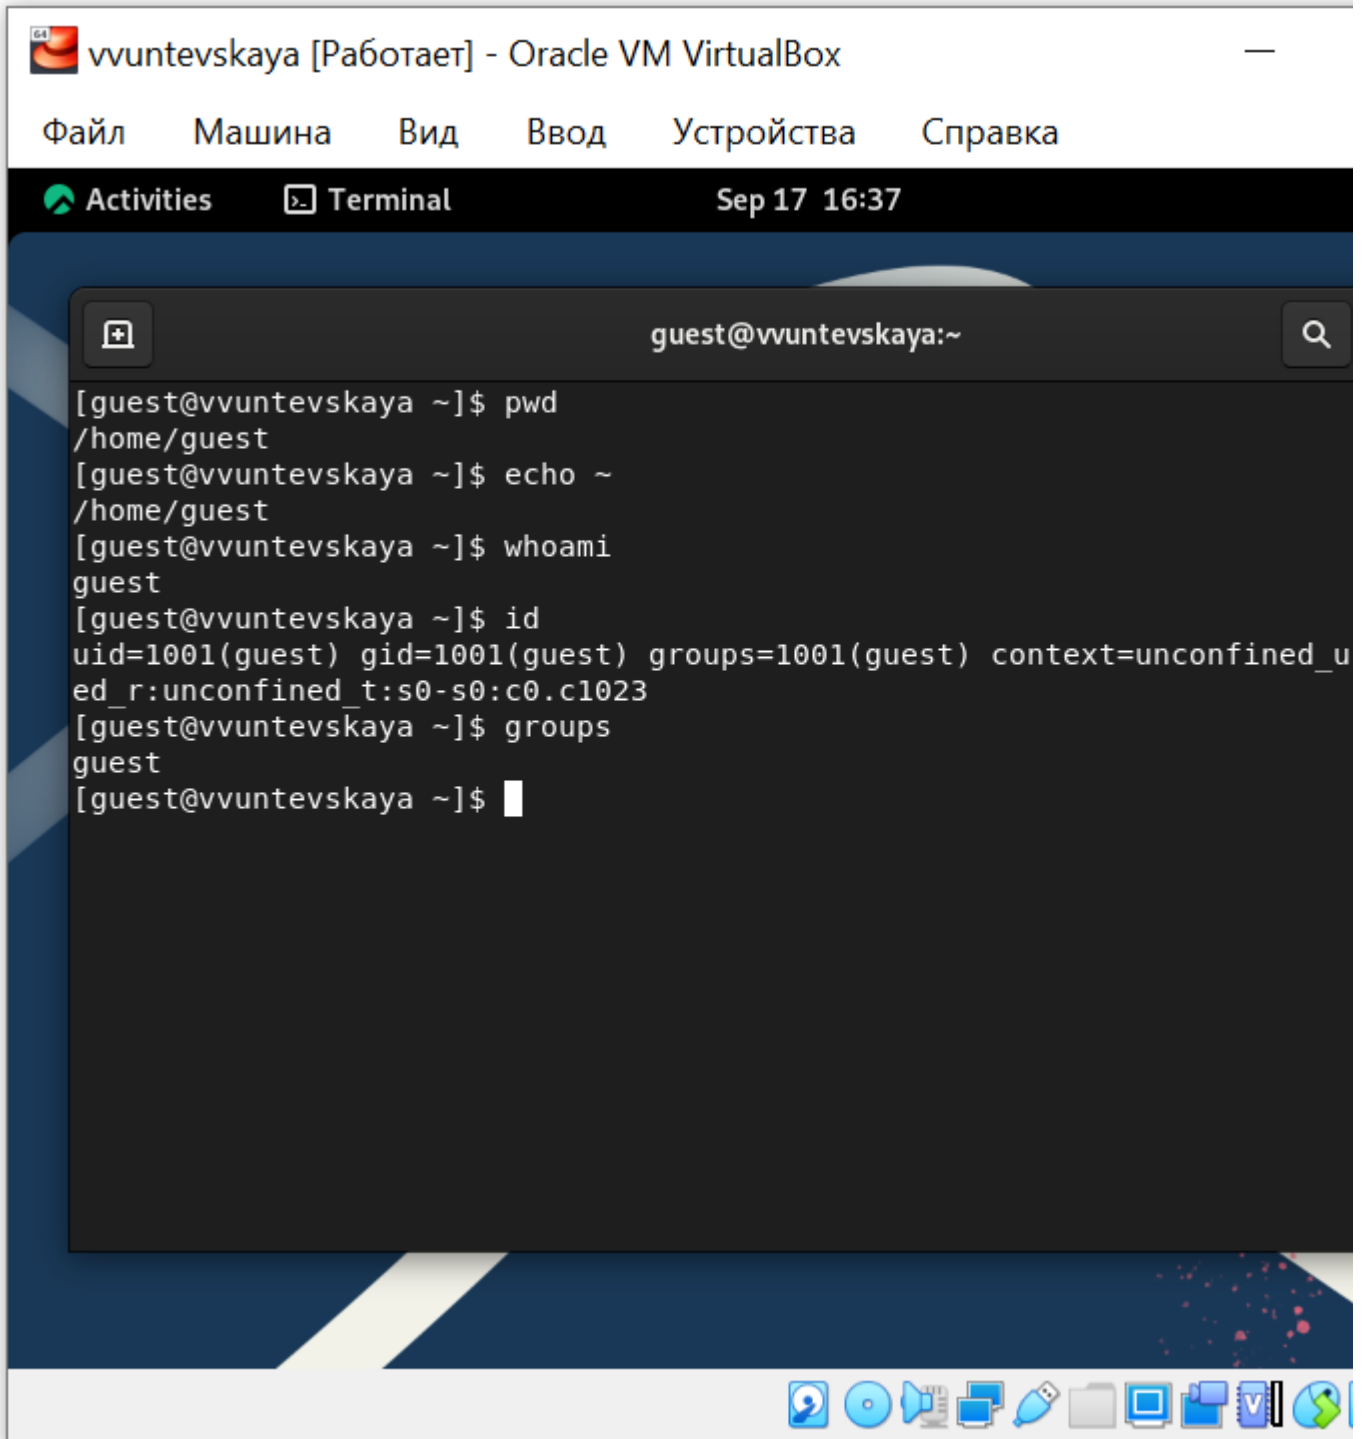 64
vvuntevskaya [Работает] - Oracle VM VirtualBox
Файл Машина Вид Ввод Устройства Справка
Activities Terminal Sep 17 16:37
guest@vvuntevskaya:~
[guest@vvuntevskaya ~]$ pwd
/home/guest
[guest@vvuntevskaya ~]$ echo ~
/home/guest
[guest@vvuntevskaya ~]$ whoami
guest
[guest@vvuntevskaya ~]$ id
uid=1001(guest) gid=1001(guest) groups=1001(guest) context=unconfined_u
ed_r:unconfined_t:s0-s0:c0.c1023
[guest@vvuntevskaya ~]$ groups
guest
[guest@vvuntevskaya ~]$
V